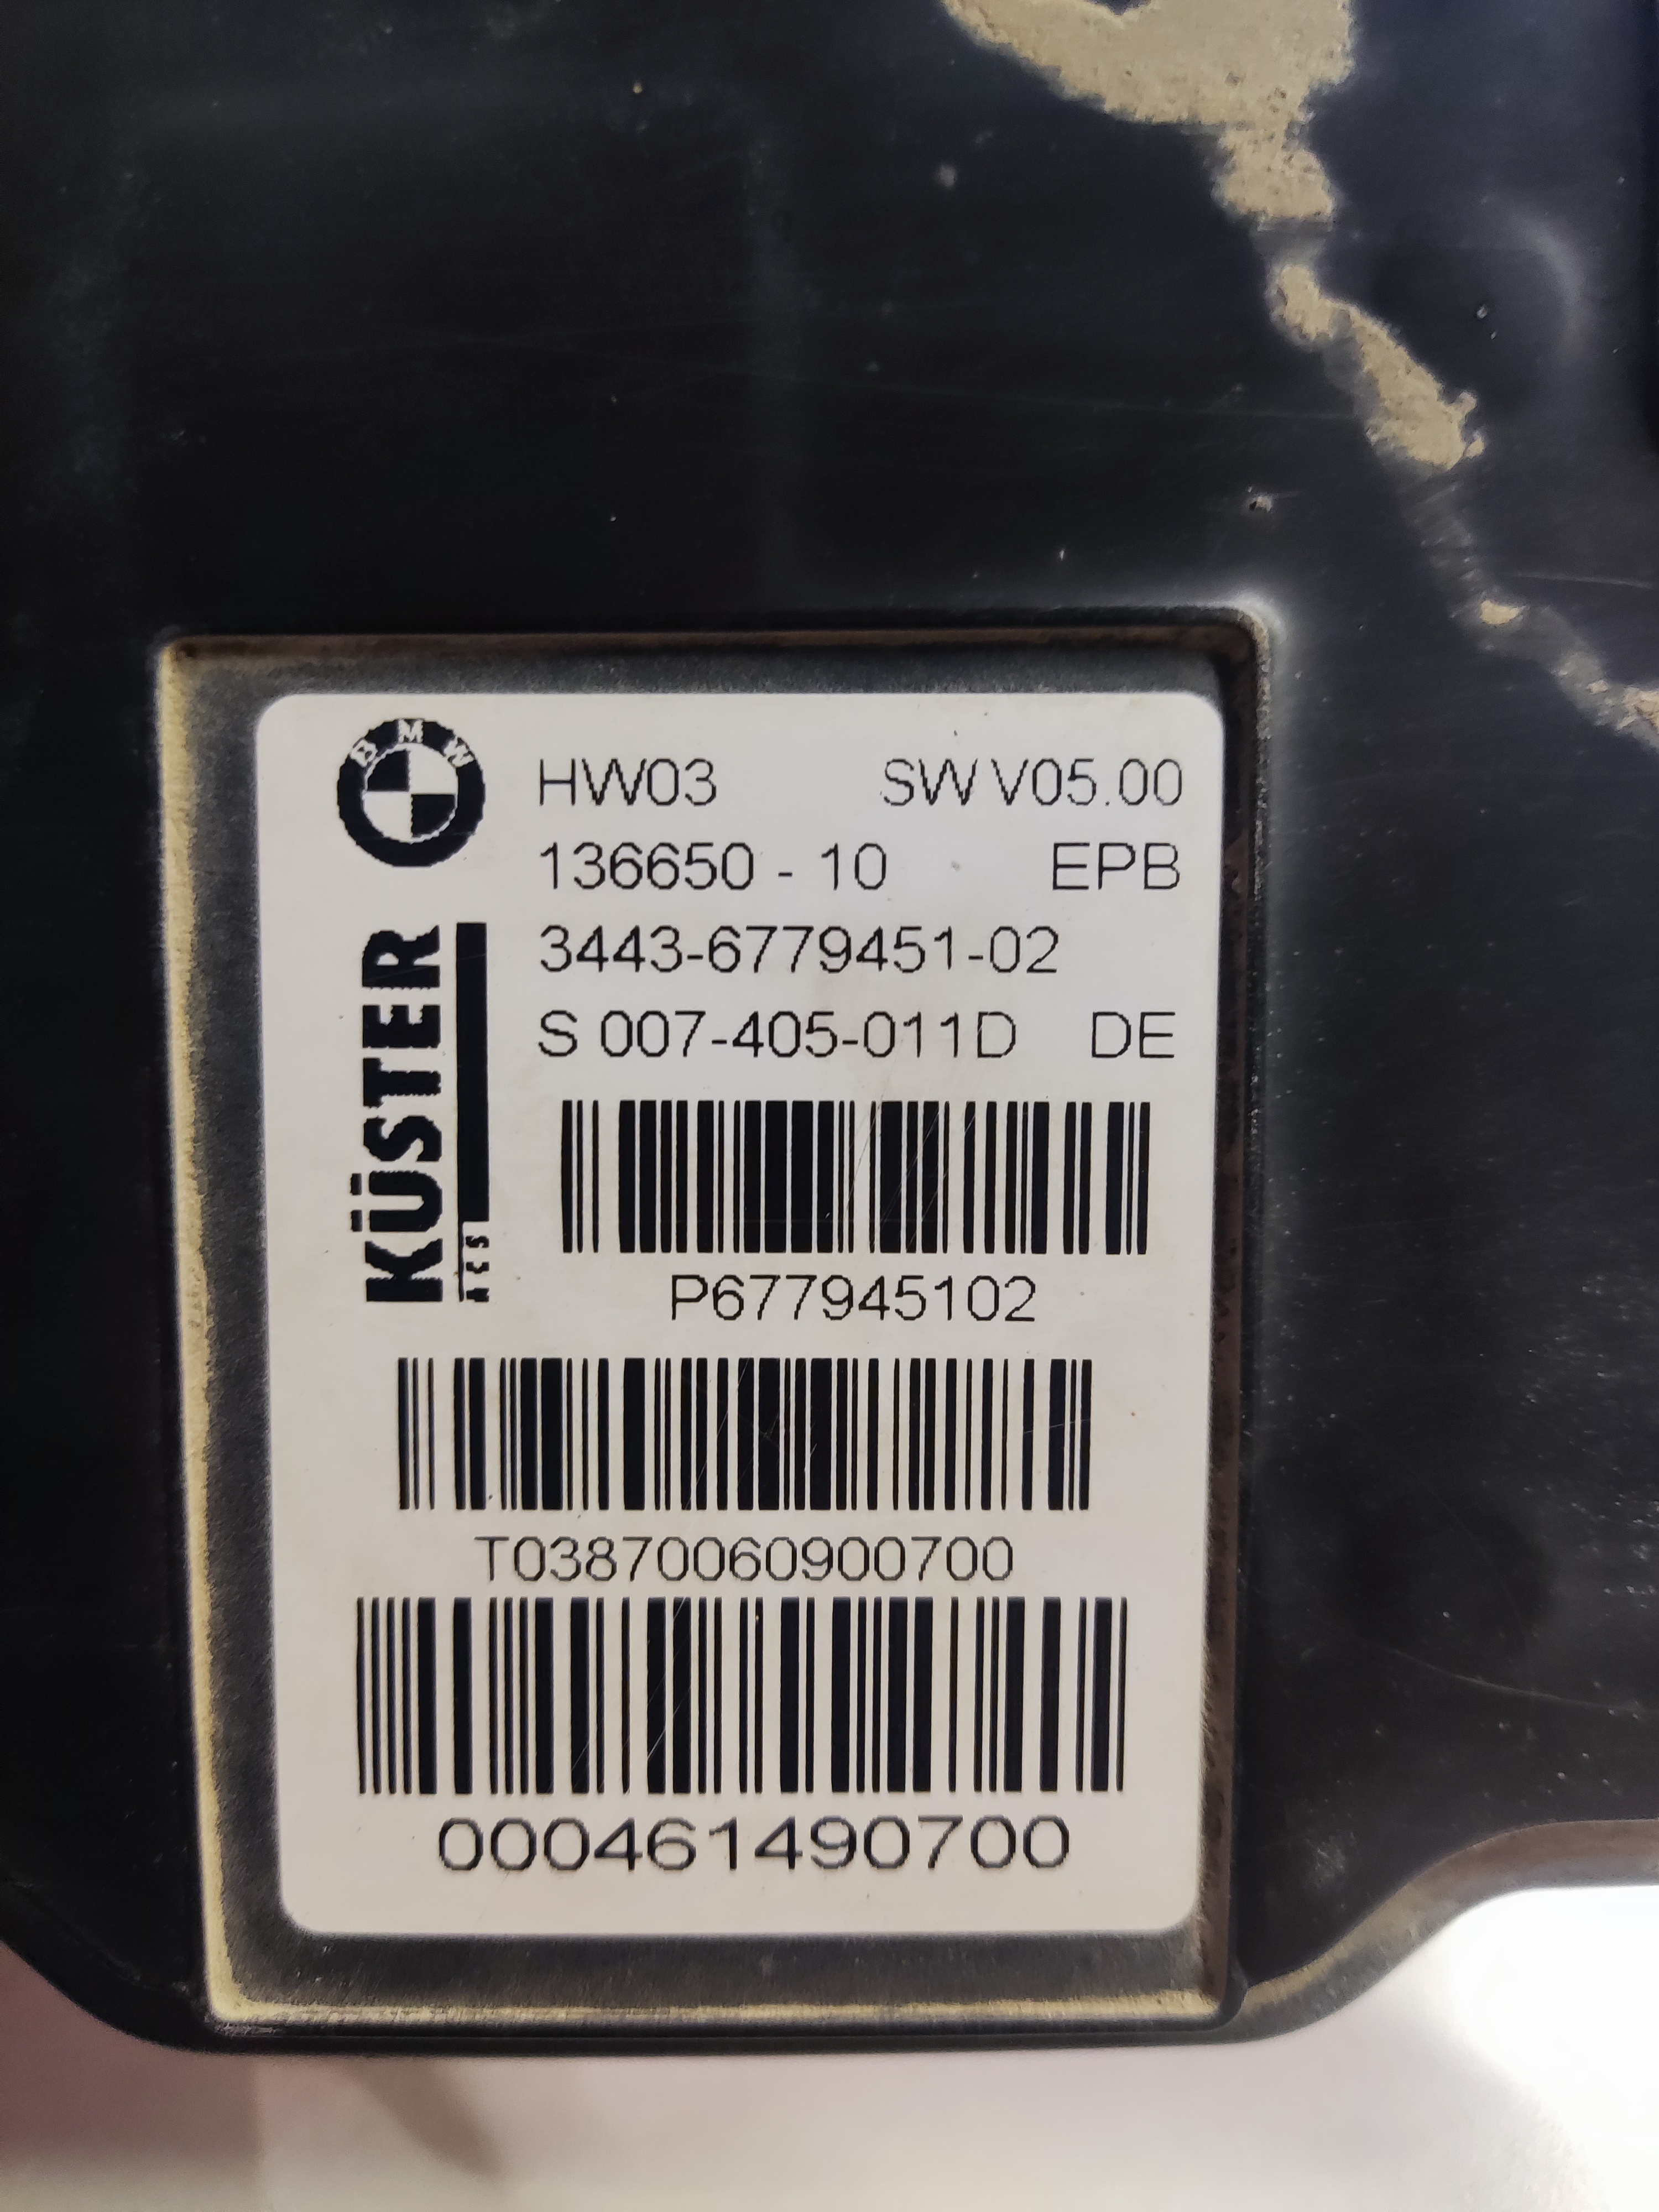 BMW
HW03 SW V05.00
136650 - 10 EPB
3443-6779451-02
S 007-405-011D DE
KÜSTER
ACS
P677945102
T03870060900700
000461490700